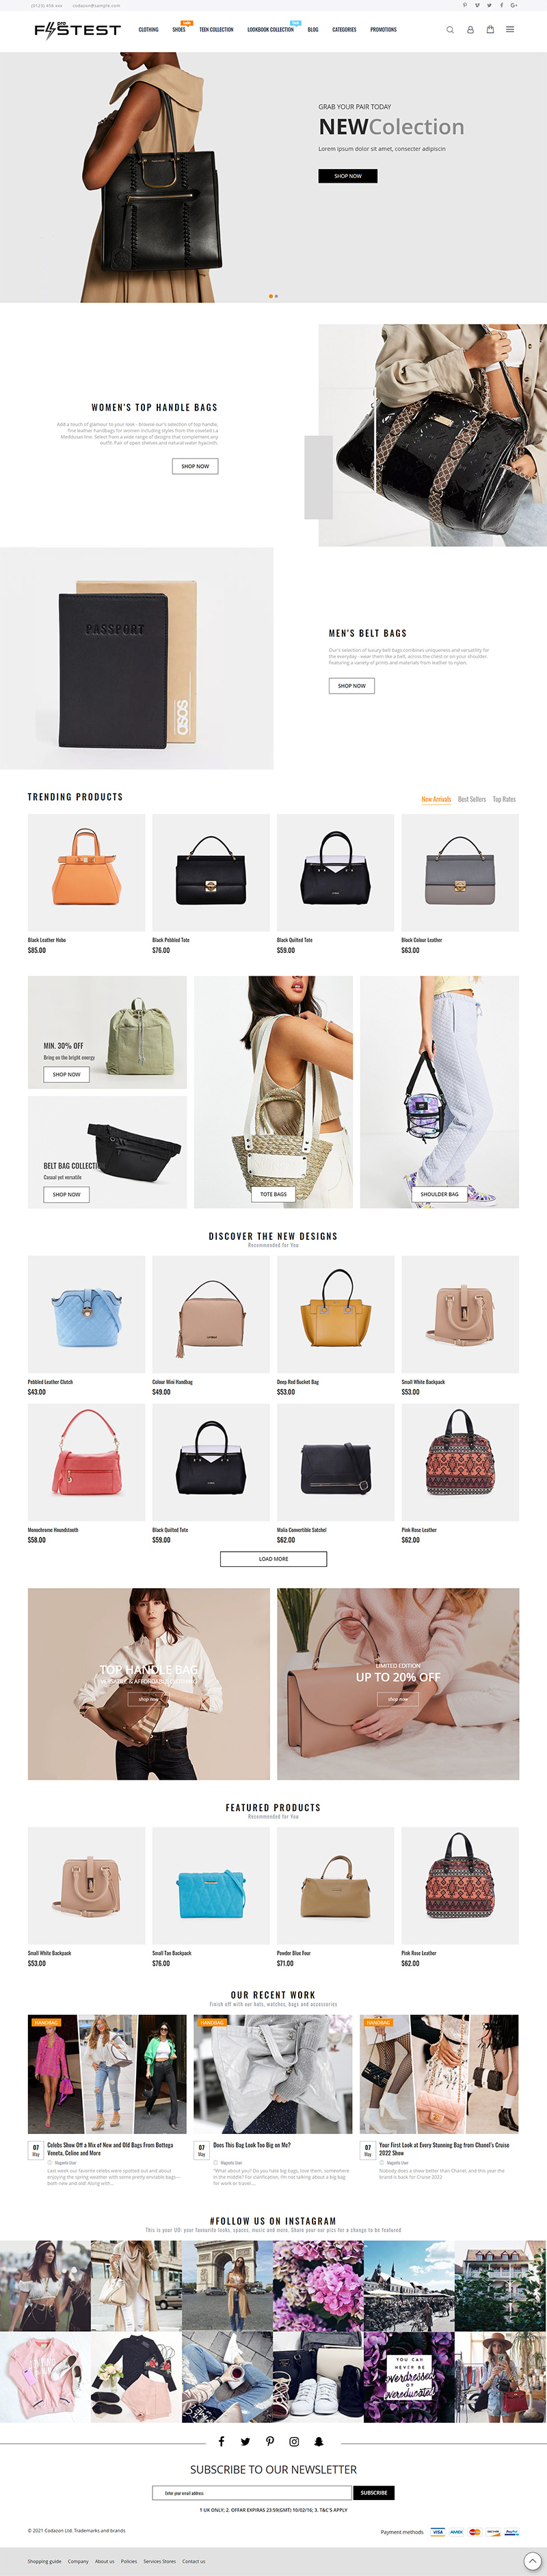 (0123) 456 xxx codazon@sample.com
FASTEST pro
CLOTHING SHOES TEEN COLLECTION LOOKBOOK COLLECTION BLOG CATEGORIES PROMOTIONS
GRAB YOUR PAIR TODAY
NEWColection
Lorem ipsum dolor sit amet, consecter adipiscin
SHOP NOW
WOMEN'S TOP HANDLE BAGS
Add a touch of glamour to your look - browse our's selection of top handle,
fine leather handbags for women including styles from the coveted La
Medidusas line. Select from a wide range of designs that complement any
outfit. Pair of open shelves and natural water hyacinth.
SHOP NOW
PASSPORT
asos
MEN'S BELT BAGS
Our's selection of luxury belt bags combines uniqueness and versatility for
the everyday - wear them like a belt, across the chest or on your shoulder.
Featuring a variety of prints and materials from leather to nylon.
SHOP NOW
TRENDING PRODUCTS
New Arrivals Best Sellers Top Rates
Black Leather Hobo
$85.00
Black Pebbled Tote
$76.00
Black Quilted Tote
$59.00
Block Colour Leather
$63.00
MIN. 30% OFF
Bring on the bright energy
SHOP NOW
BELT BAG COLLECTION
Casual yet versatile
SHOP NOW
TOTE BAGS
SHOULDER BAG
DISCOVER THE NEW DESIGNS
Recommended for You
Pebbled Leather Clutch
$43.00
Colour Mini Handbag
$49.00
Deep Red Bucket Bag
$53.00
Small White Backpack
$53.00
Monochrome Houndstooth
$58.00
Black Quilted Tote
$59.00
Malia Convertible Satchel
$62.00
Pink Rose Leather
$62.00
LOAD MORE
TOP HANDLE BAG
& AFFORDABLE
shop now
LIMITED EDITION
UP TO 20% OFF
shop now
FEATURED PRODUCTS
Recommended for You
Small White Backpack
$53.00
Small Tan Backpack
$76.00
Powder Blue Four
$71.00
Pink Rose Leather
$62.00
OUR RECENT WORK
Finish off with our hats, watches, bags and accessories
HANDBAG
HANDBAG
HANDBAG
07
May
Celebs Show Off a Mix of New and Old Bags From Bottega
Veneta, Celine and More
Magento User
Last week our favorite celebs were spotted out and about
enjoying the spring weather with some pretty enviable bags—
both now and old! Along with...
07
May
Does This Bag Look Too Big on Me?
Magento User
"What about you? Do you hate big bags, love them, somewhere
in the middle? For clarification, I'm not talking about a big bag
for work or travel...
07
May
Your First Look at Every Stunning Bag from Chanel's Cruise
2022 Show
Magento User
Nobody does a show better than Chanel, and this year the
brand is back for Cruise 2022
#FOLLOW US ON INSTAGRAM
This is your US: your favourite looks, spaces, music and more. Share your our pics for a change to be featured
YOU CAN
NEVER BE
overdressed
OR
overeducated
SUBSCRIBE TO OUR NEWSLETTER
Enter your email address
SUBSCRIBE
1 UK ONLY; 2. OFFAR EXPIRAS 23:59(GMT) 10/02/16; 3. T&C'S APPLY
© 2021 Codazon Ltd. Trademarks and brands
Payment methods VISA AMEX PayPal
Shopping guide Company About us Policies Services Stores Contact us